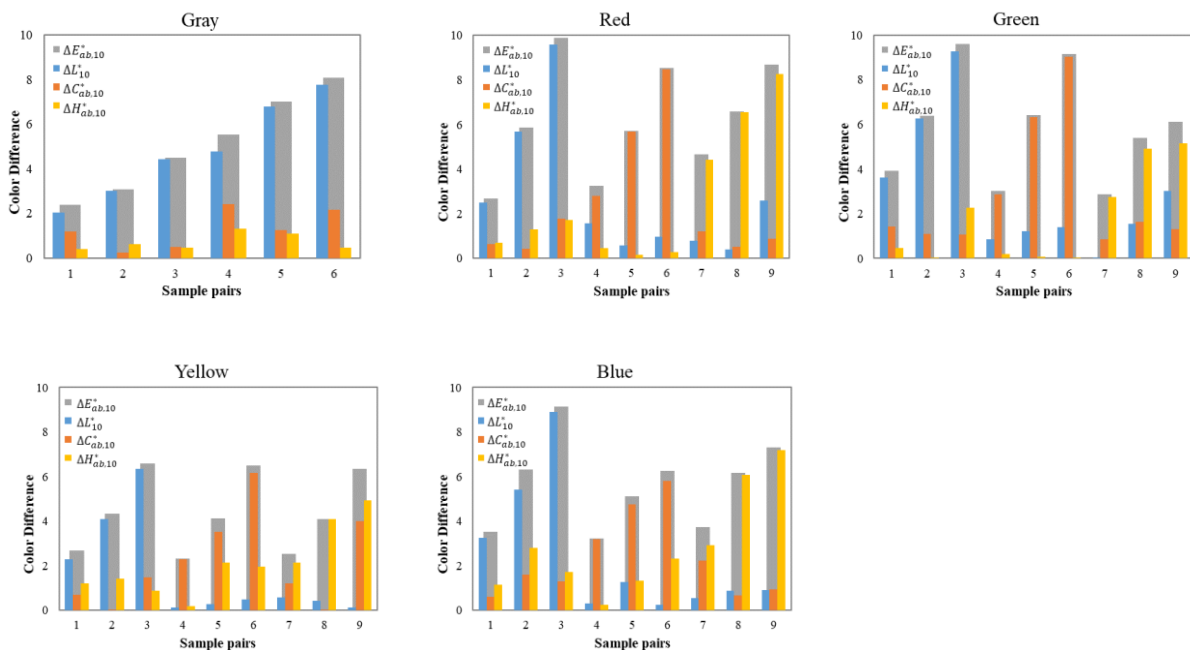 Gray
10
8
6
4
2
0
Color Difference
ΔE*ab,10
ΔL*10
ΔC*ab,10
ΔH*ab,10
1 2 3 4 5 6
Sample pairs
Red
10
8
6
4
2
0
Color Difference
ΔE*ab,10
ΔL*10
ΔC*ab,10
ΔH*ab,10
1 2 3 4 5 6 7 8 9
Sample pairs
Green
10
8
6
4
2
0
Color Difference
ΔE*ab,10
ΔL*10
ΔC*ab,10
ΔH*ab,10
1 2 3 4 5 6 7 8 9
Sample pairs
Yellow
10
8
6
4
2
0
Color Difference
ΔE*ab,10
ΔL*10
ΔC*ab,10
ΔH*ab,10
1 2 3 4 5 6 7 8 9
Sample pairs
Blue
10
8
6
4
2
0
Color Difference
ΔE*ab,10
ΔL*10
ΔC*ab,10
ΔH*ab,10
1 2 3 4 5 6 7 8 9
Sample pairs